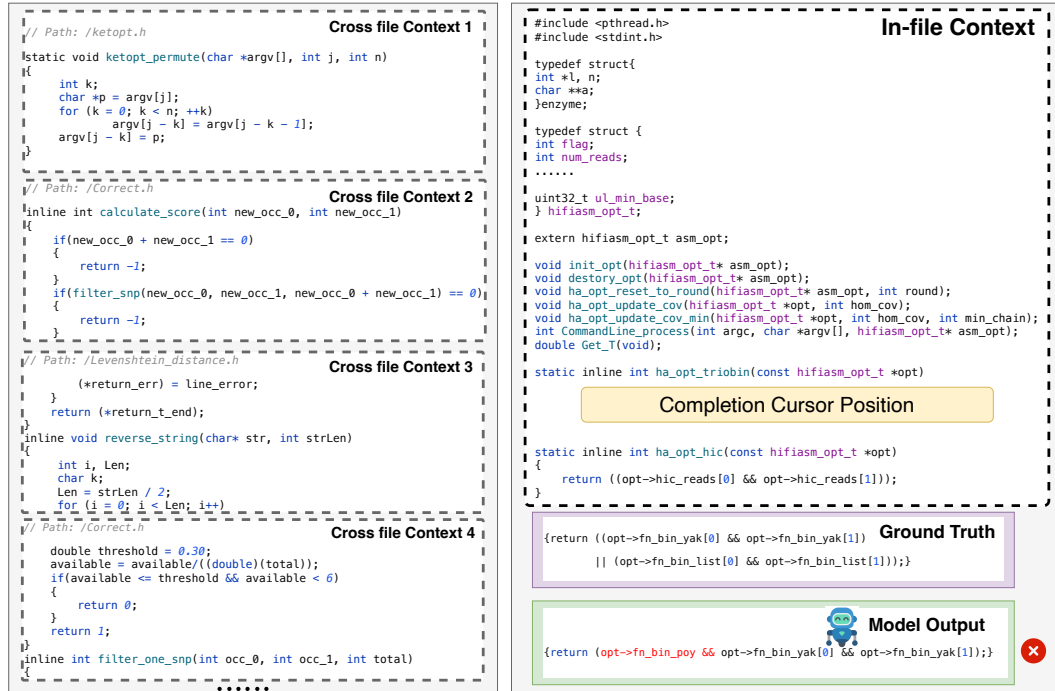 Cross file Context 1
// Path: /ketopt.h
static void ketopt_permute(char *argv[], int j, int n)
{
int k;
char *p = argv[j];
for (k = 0; k < n; ++k)
argv[j - k] = argv[j - k - 1];
argv[j - k] = p;
}
// Path: /Correct.h
Cross file Context 2
inline int calculate_score(int new_occ_0, int new_occ_1)
{
if(new_occ_0 + new_occ_1 == 0)
{
return -1;
}
if(filter_snp(new_occ_0, new_occ_1, new_occ_0 + new_occ_1) == 0)
{
return -1;
}
// Path: /Levenshtein_distance.h
Cross file Context 3
(*return_err) = line_error;
}
return (*return_t_end);
}
inline void reverse_string(char* str, int strLen)
{
int i, Len;
char k;
Len = strLen / 2;
for (i = 0; i < Len; i++)
// Path: /Correct.h
Cross file Context 4
double threshold = 0.30;
available = available/((double)(total));
if(available <= threshold && available < 6)
{
return 0;
}
return 1;
}
inline int filter_one_snp(int occ_0, int occ_1, int total)
{
......
In-file Context
#include <pthread.h>
#include <stdint.h>
typedef struct{
int *l, n;
char **a;
}enzyme;
typedef struct {
int flag;
int num_reads;
......
uint32_t ul_min_base;
} hifiasm_opt_t;
extern hifiasm_opt_t asm_opt;
void init_opt(hifiasm_opt_t* asm_opt);
void destory_opt(hifiasm_opt_t* asm_opt);
void ha_opt_reset_to_round(hifiasm_opt_t* asm_opt, int round);
void ha_opt_update_cov(hifiasm_opt_t *opt, int hom_cov);
void ha_opt_update_cov_min(hifiasm_opt_t *opt, int hom_cov, int min_chain);
int CommandLine_process(int argc, char *argv[], hifiasm_opt_t* asm_opt);
double Get_T(void);
static inline int ha_opt_triobin(const hifiasm_opt_t *opt)
Completion Cursor Position
static inline int ha_opt_hic(const hifiasm_opt_t *opt)
{
return ((opt->hic_reads[0] && opt->hic_reads[1]));
}
Ground Truth
{return ((opt->fn_bin_yak[0] && opt->fn_bin_yak[1])
|| (opt->fn_bin_list[0] && opt->fn_bin_list[1]));}
Model Output
{return (opt->fn_bin_poy && opt->fn_bin_yak[0] && opt->fn_bin_yak[1]);}